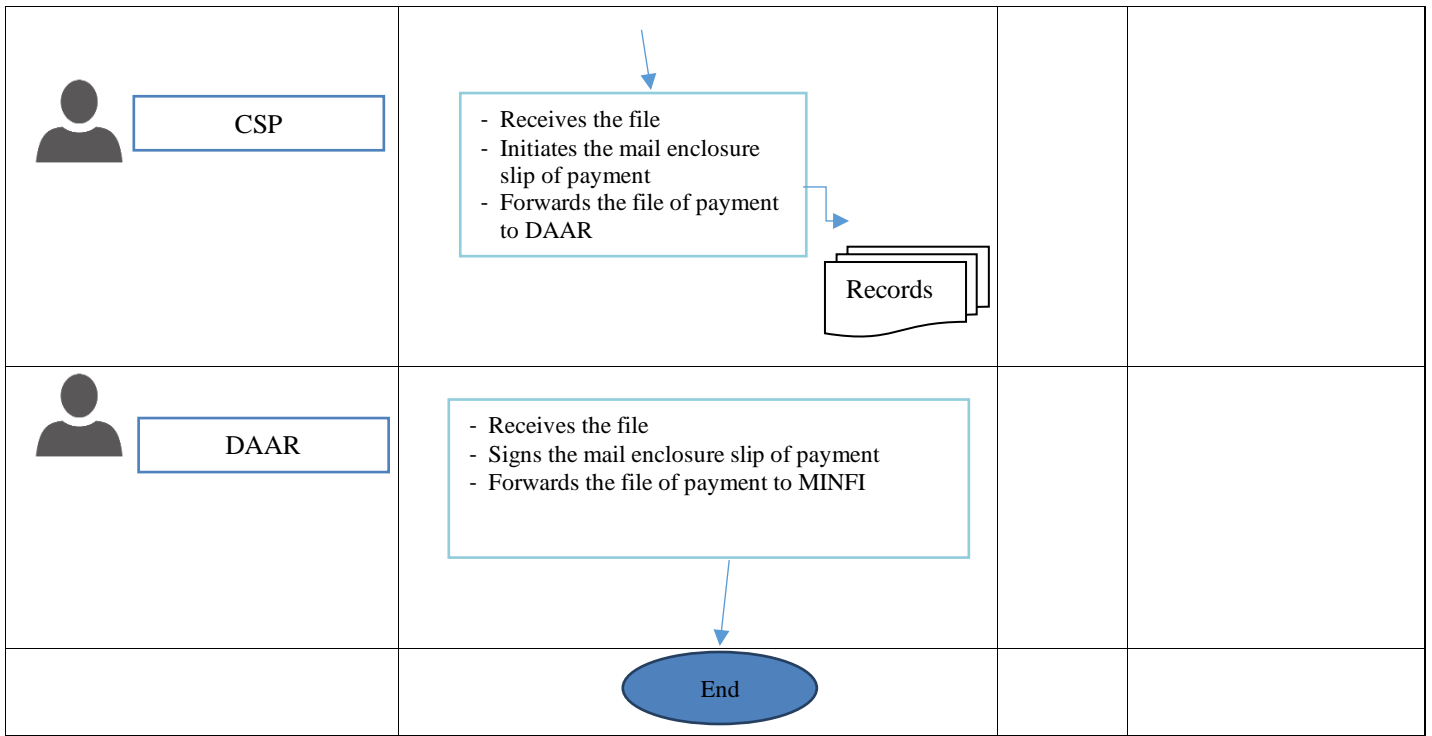 CSP
- Receives the file
- Initiates the mail enclosure
slip of payment
- Forwards the file of payment
to DAAR
Records
DAAR
- Receives the file
- Signs the mail enclosure slip of payment
- Forwards the file of payment to MINFI
End